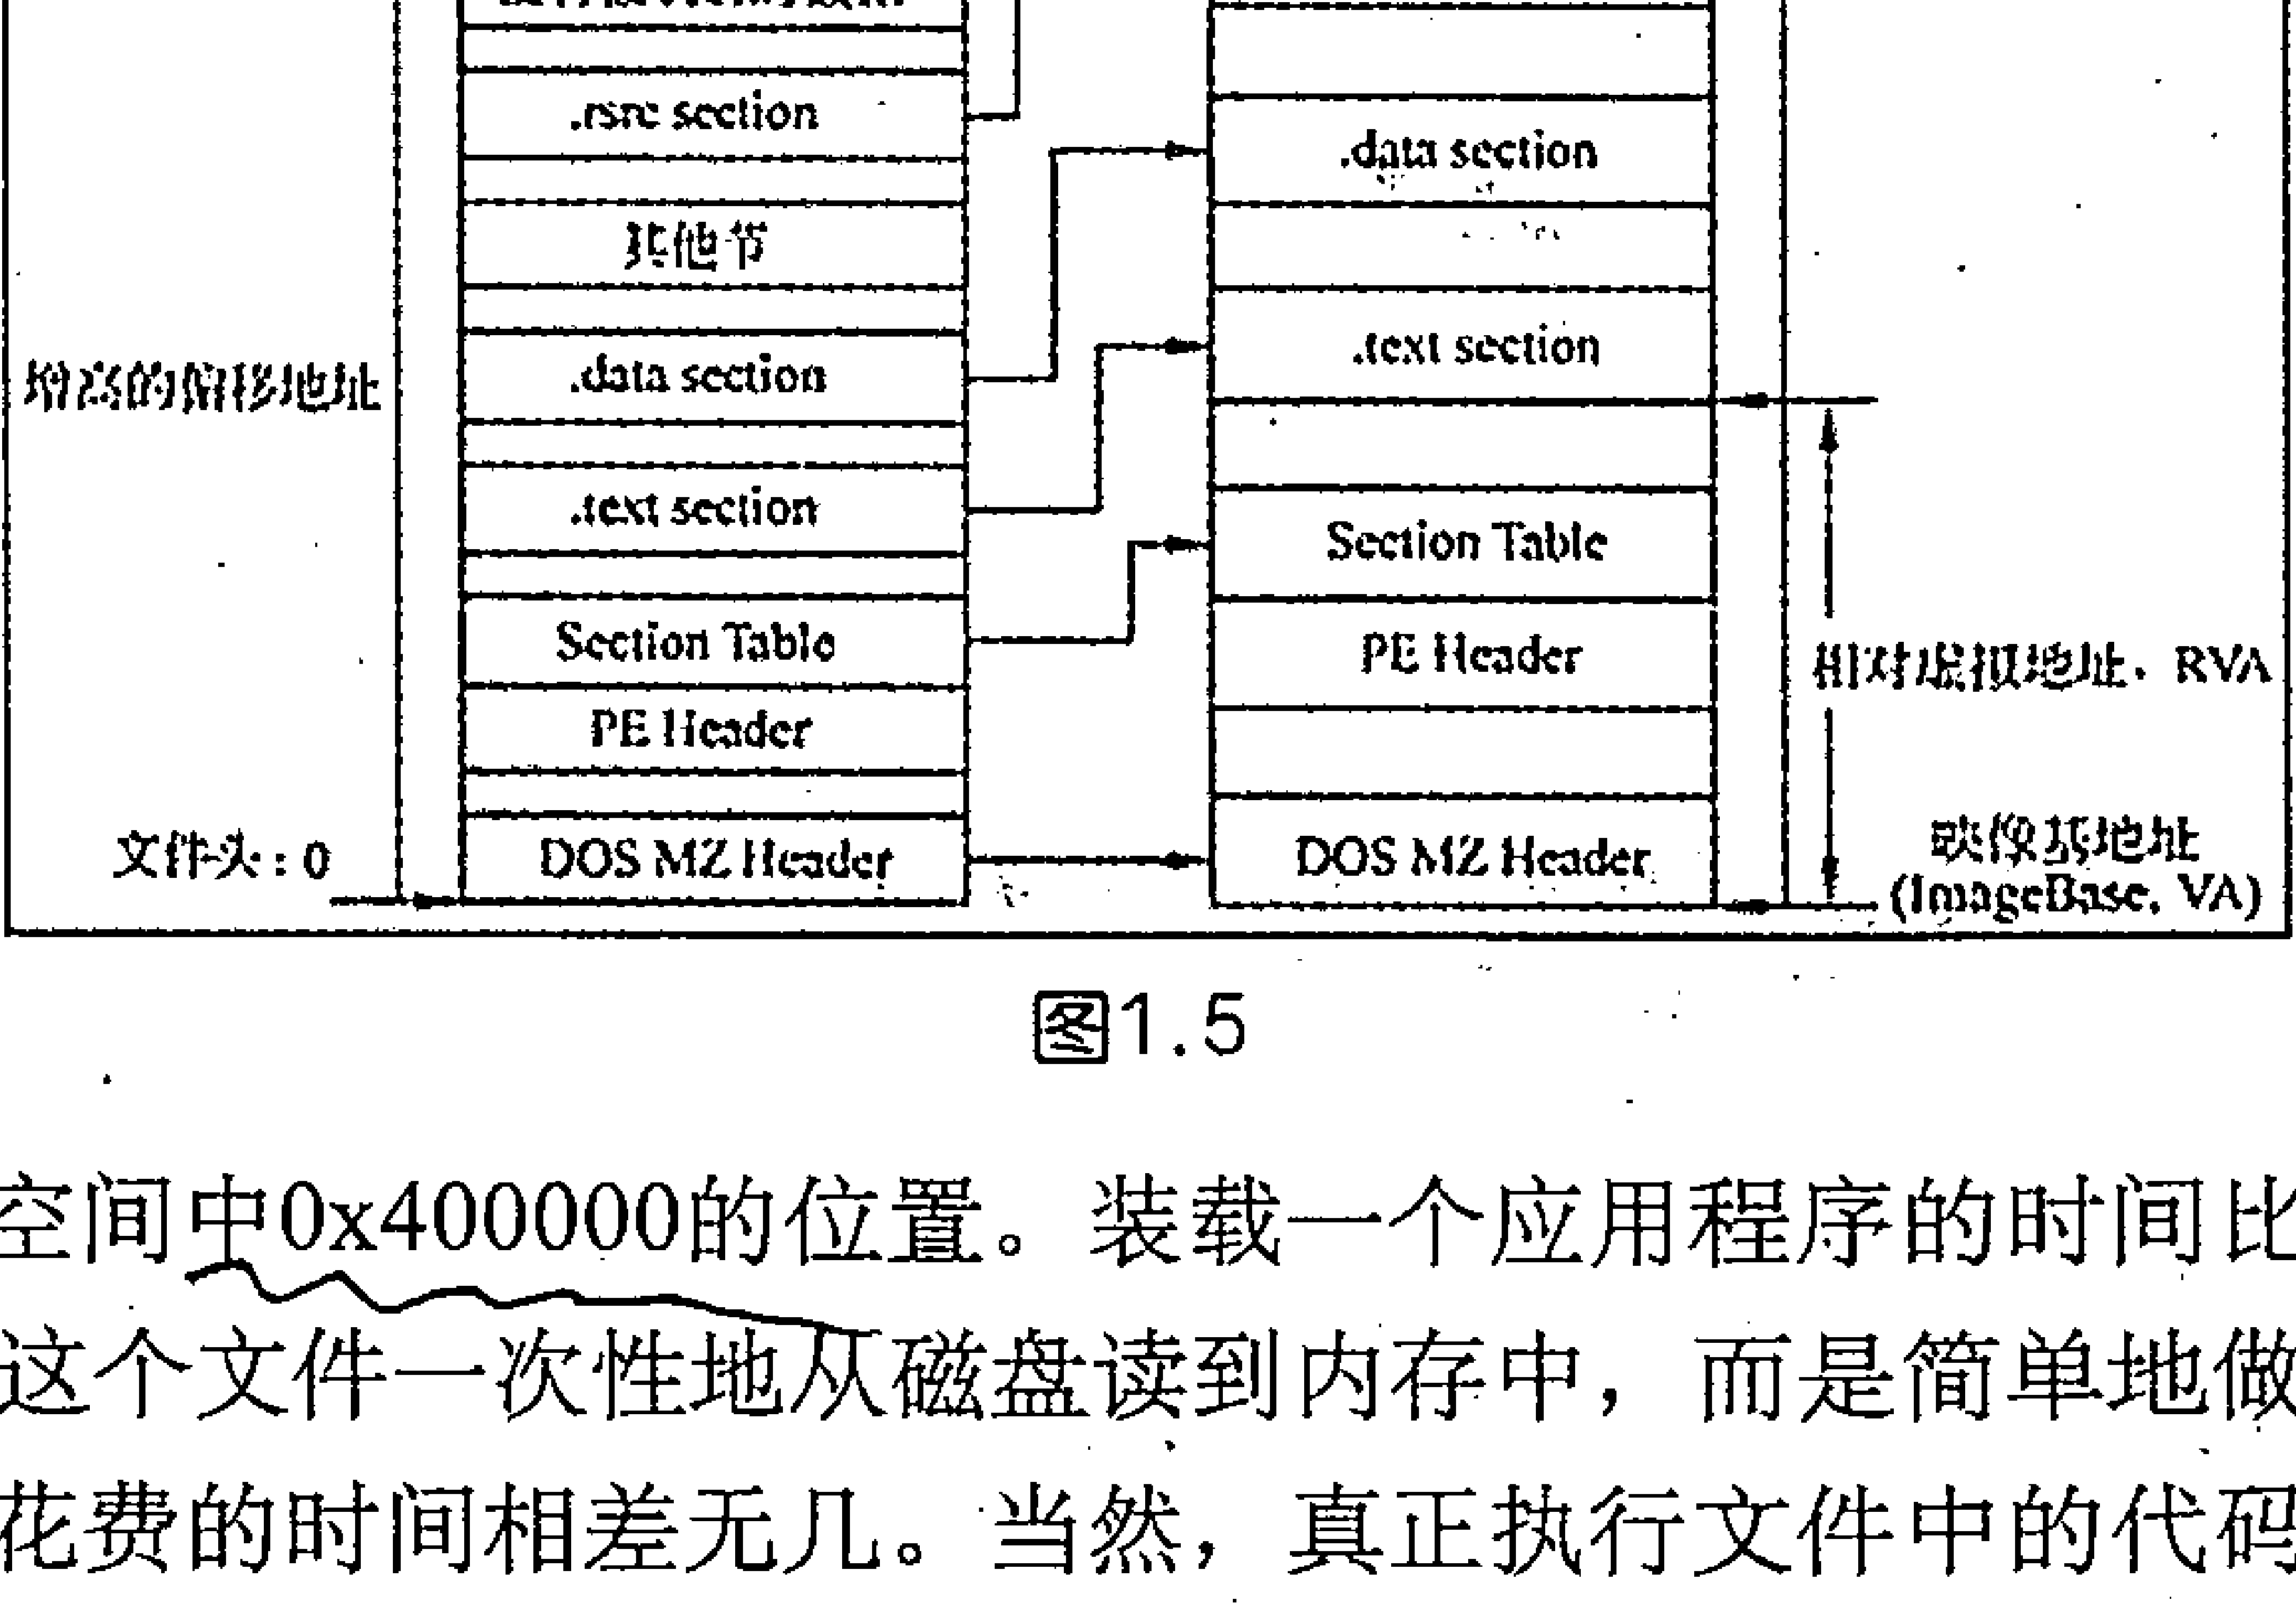 .rsrc section
.data section
其他节
.text section
增高的偏移地址
.data section
.text section
Section Table
Section Table
PE Header
相对虚拟地址, RVA
PE Header
文件头:0
DOS MZ Header
DOS MZ Header
映像基地址
(ImageBase, VA)
图1.5
空间中0x400000的位置。装载一个应用程序的时间比
这个文件一次性地从磁盘读到内存中，而是简单地做
花费的时间相差无几。当然，真正执行文件中的代码